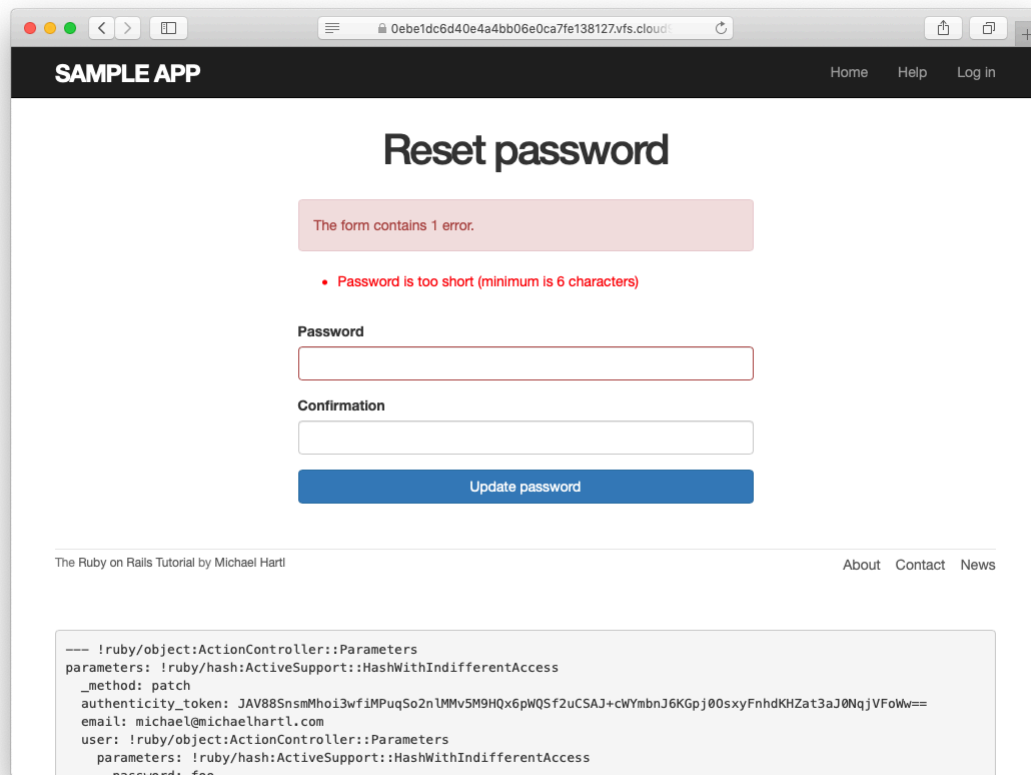 0ebe1dc6d40e4a4bb06e0ca7fe138127.vfs.cloud
SAMPLE APP Home Help Log in
Reset password
The form contains 1 error.
• Password is too short (minimum is 6 characters)
Password
Confirmation
Update password
The Ruby on Rails Tutorial by Michael Hartl About Contact News
--- !ruby/object:ActionController::Parameters
parameters: !ruby/hash:ActiveSupport::HashWithIndifferentAccess
_method: patch
authenticity_token: JAV88SnsmMhoi3wfiMPuqSo2nlMMv5M9HQx6pWQSf2uCSAJ+cWYmbnJ6KGpj0OsxyFnhdKHZat3aJ0NqjVFoWw==
email: michael@michaelhartl.com
user: !ruby/object:ActionController::Parameters
parameters: !ruby/hash:ActiveSupport::HashWithIndifferentAccess
password: foo